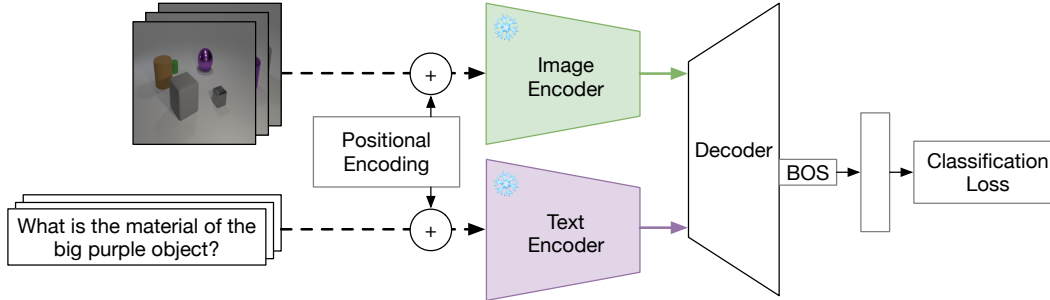 Image
Encoder
+
Positional
Encoding
Decoder
BOS
Classification
Loss
What is the material of the
big purple object?
+
Text
Encoder